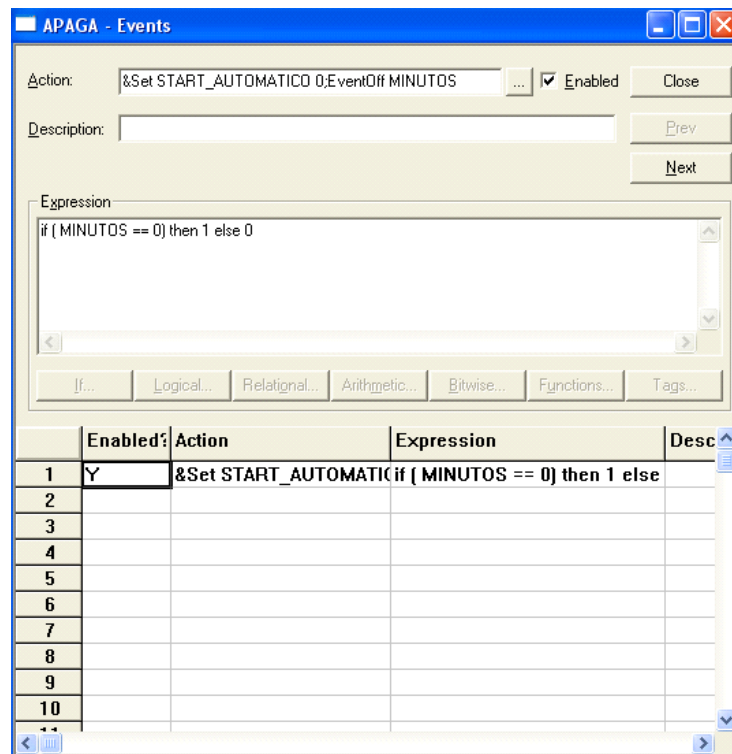 APAGA - Events
Action: &Set START_AUTOMATICO 0;EventOff MINUTOS ... Enabled Close
Description: Prev
Next
Expression
if ( MINUTOS == 0) then 1 else 0
If... Logical... Relational... Arithmetic... Bitwise... Functions... Tags...
Enabled? Action Expression Desc
1 Y &Set START_AUTOMATIC if ( MINUTOS == 0) then 1 else
2
3
4
5
6
7
8
9
10
11